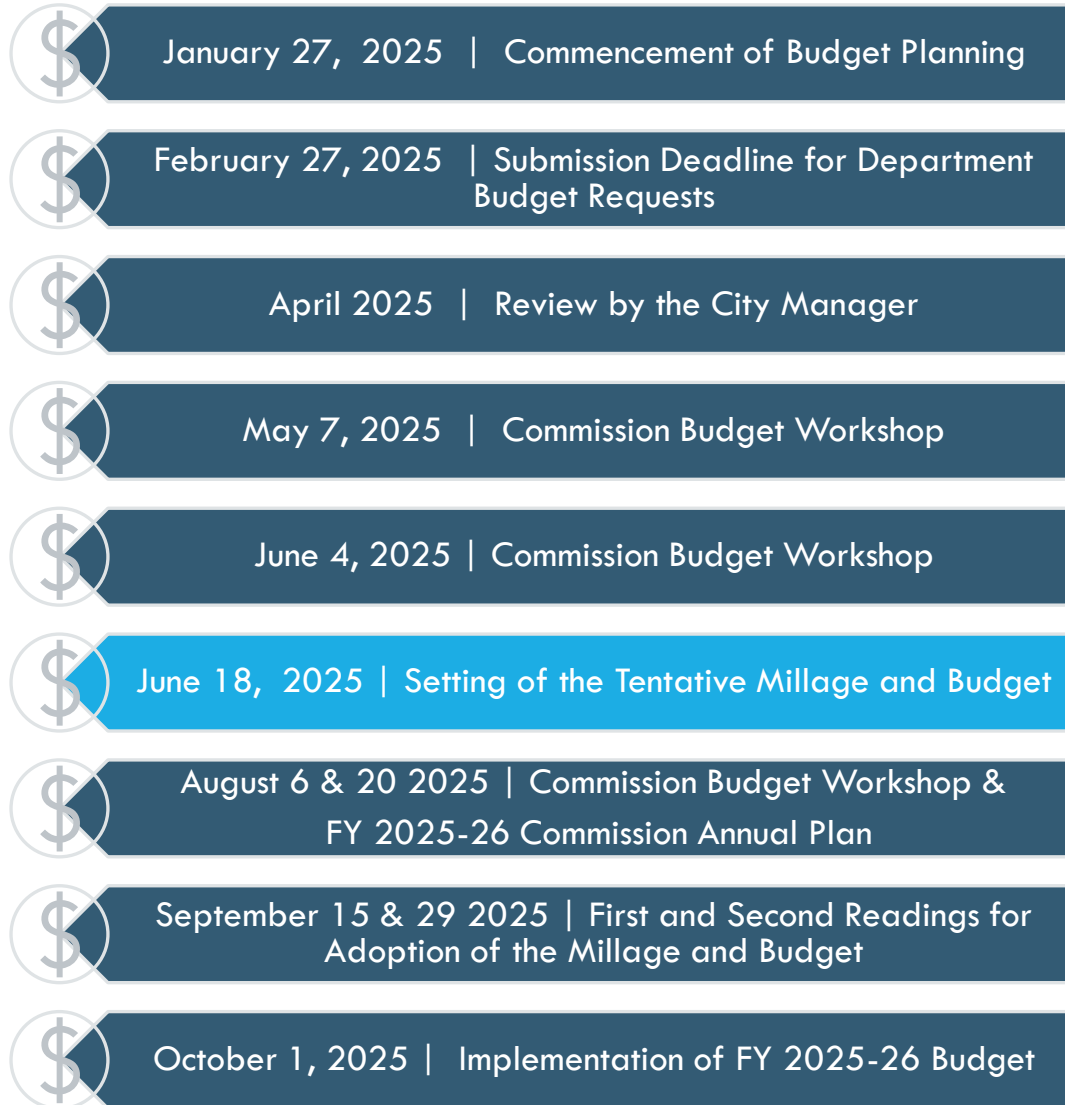 January 27, 2025 | Commencement of Budget Planning
February 27, 2025 | Submission Deadline for Department
Budget Requests
April 2025 | Review by the City Manager
May 7, 2025 | Commission Budget Workshop
June 4, 2025 | Commission Budget Workshop
June 18, 2025 | Setting of the Tentative Millage and Budget
August 6 & 20 2025 | Commission Budget Workshop &
FY 2025-26 Commission Annual Plan
September 15 & 29 2025 | First and Second Readings for
Adoption of the Millage and Budget
October 1, 2025 | Implementation of FY 2025-26 Budget